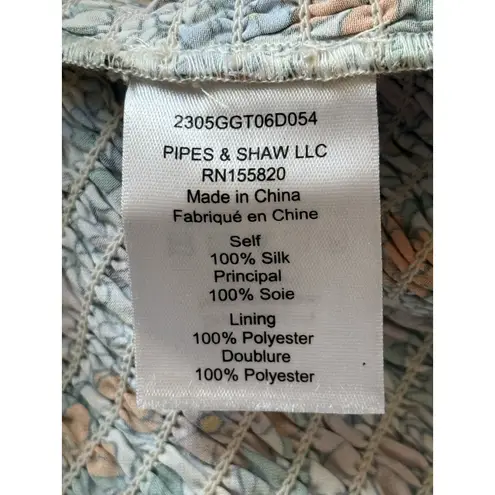 2305GGT06D054
PIPES & SHAW LLC
RN155820
Made in China
Fabriqué en Chine
Self
100% Silk
Principal
100% Soie
Lining
100% Polyester
Doublure
100% Polyester